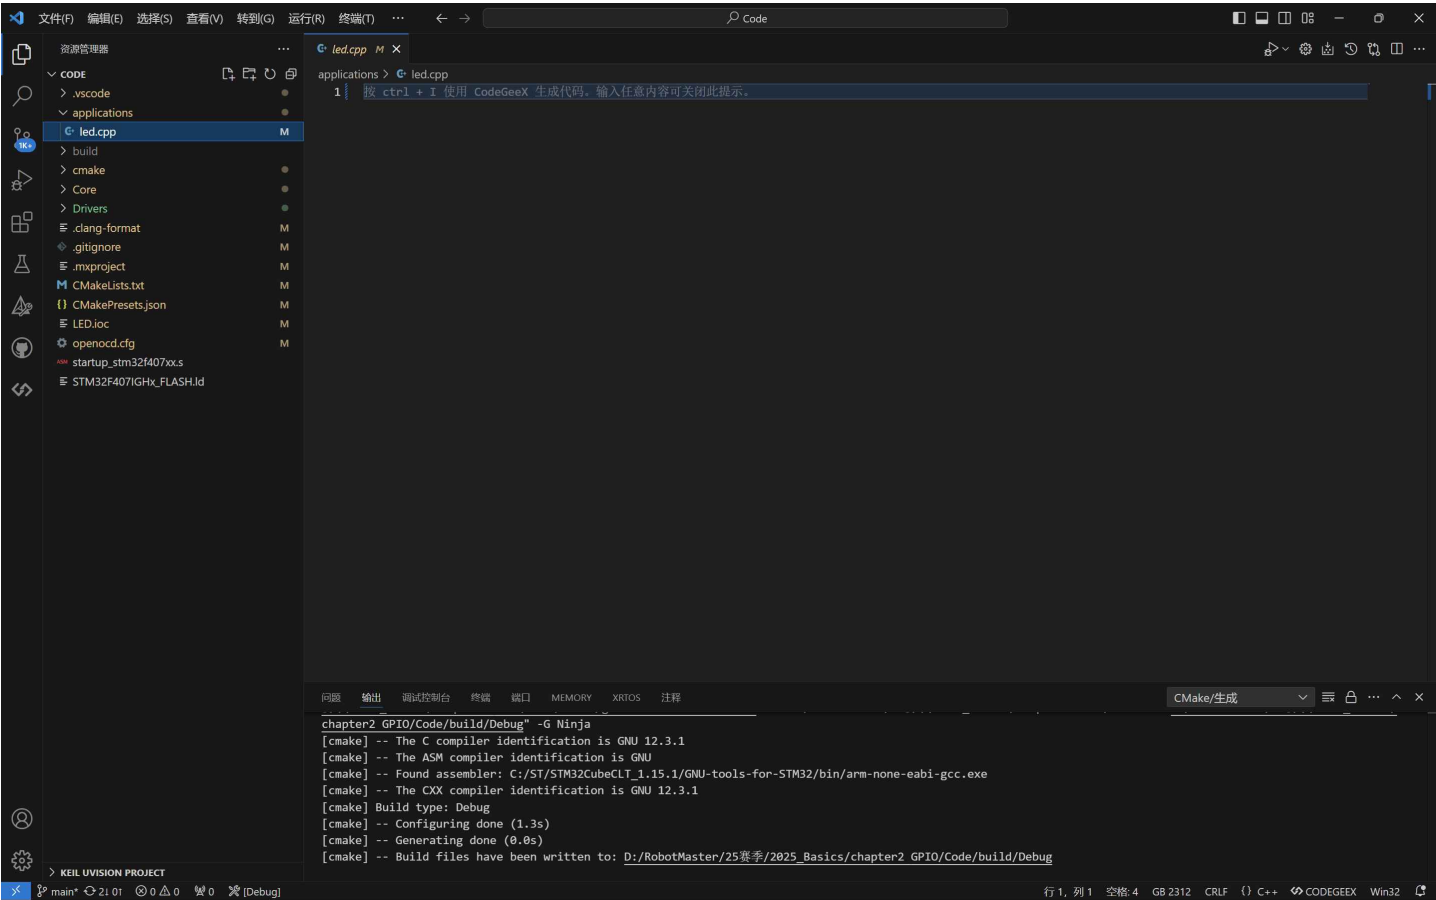 文件(F) 编辑(E) 选择(S) 查看(V) 转到(G) 运行(R) 终端(T) ··· Code
资源管理器 ···
led.cpp M
CODE
applications > led.cpp
1 按 ctrl + I 使用 CodeGeeX 生成代码。输入任意内容可关闭此提示。
.vscode
applications
led.cpp M
1K+
build
cmake
Core
Drivers
.clang-format M
.gitignore M
.mxproject M
CMakeLists.txt M
CMakePresets.json M
LED.ioc M
openocd.cfg M
startup_stm32f407xx.s
STM32F407IGHx_FLASH.ld
问题 输出 调试控制台 终端 端口 MEMORY XRTOS 注释 CMake/生成
chapter2 GPIO/Code/build/Debug" -G Ninja
[cmake] -- The C compiler identification is GNU 12.3.1
[cmake] -- The ASM compiler identification is GNU
[cmake] -- Found assembler: C:/ST/STM32CubeCLT_1.15.1/GNU-tools-for-STM32/bin/arm-none-eabi-gcc.exe
[cmake] -- The CXX compiler identification is GNU 12.3.1
[cmake] Build type: Debug
[cmake] -- Configuring done (1.3s)
[cmake] -- Generating done (0.0s)
[cmake] -- Build files have been written to: D:/RobotMaster/25赛季/2025_Basics/chapter2 GPIO/Code/build/Debug
KEIL UVISION PROJECT
main* 2↓ 0↑ 0 0 0 [Debug] 行 1, 列 1 空格: 4 GB 2312 CRLF {} C++ CODEGEEX Win32